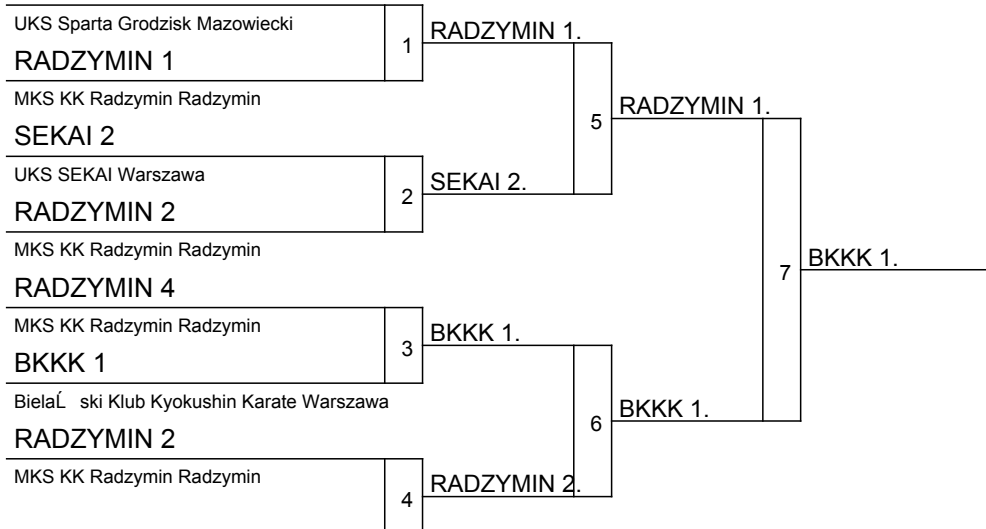 UKS Sparta Grodzisk Mazowiecki
RADZYMIN 1
MKS KK Radzymin Radzymin
SEKAI 2
UKS SEKAI Warszawa
RADZYMIN 2
MKS KK Radzymin Radzymin
RADZYMIN 4
MKS KK Radzymin Radzymin
BKKK 1
BielaĹ ski Klub Kyokushin Karate Warszawa
RADZYMIN 2
MKS KK Radzymin Radzymin
1
RADZYMIN 1.
2
SEKAI 2.
3
BKKK 1.
4
RADZYMIN 2.
5
RADZYMIN 1.
6
BKKK 1.
7
BKKK 1.